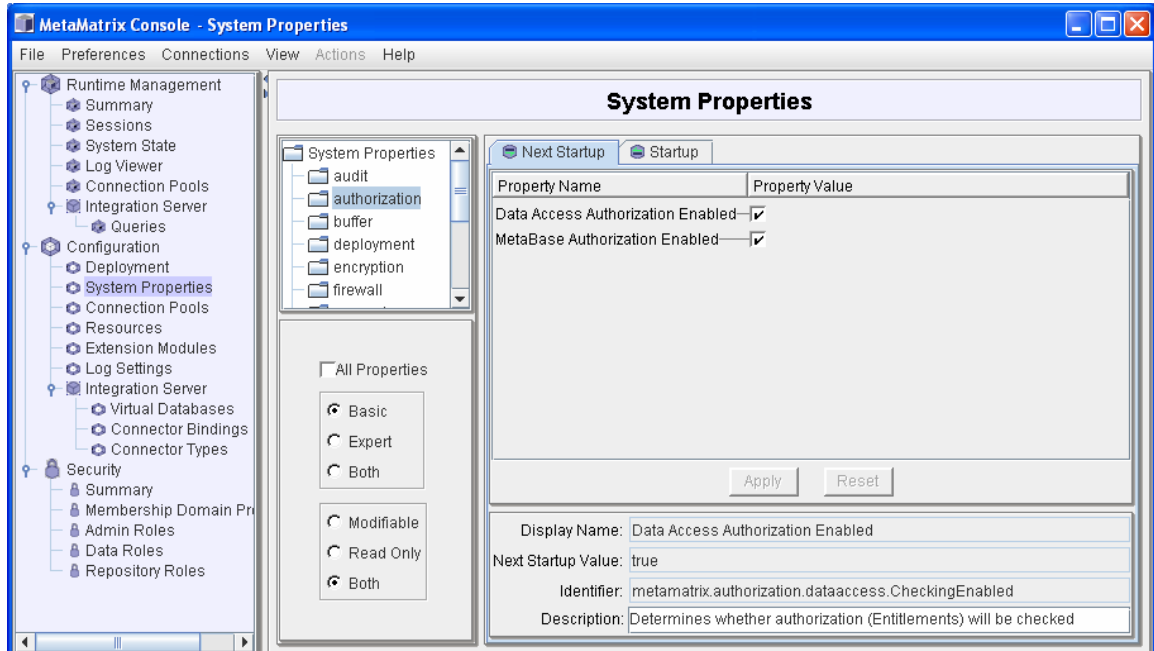 MetaMatrix Console - System Properties
File Preferences Connections View Actions Help
Runtime Management
Summary
Sessions
System State
Log Viewer
Connection Pools
Integration Server
Queries
Configuration
Deployment
System Properties
Connection Pools
Resources
Extension Modules
Log Settings
Integration Server
Virtual Databases
Connector Bindings
Connector Types
Security
Summary
Membership Domain Pr
Admin Roles
Data Roles
Repository Roles
System Properties
System Properties
audit
authorization
buffer
deployment
encryption
firewall
All Properties
Basic
Expert
Both
Modifiable
Read Only
Both
Next Startup Startup
Property Name Property Value
Data Access Authorization Enabled
MetaBase Authorization Enabled
Apply Reset
Display Name: Data Access Authorization Enabled
Next Startup Value: true
Identifier: metamatrix.authorization.dataaccess.CheckingEnabled
Description: Determines whether authorization (Entitlements) will be checked